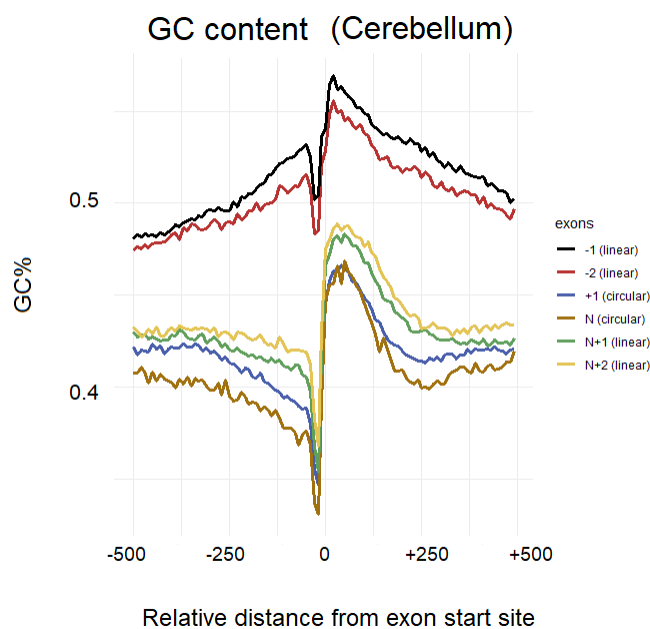 GC content (Cerebellum)
0.5
GC%
0.4
exons
-1 (linear)
-2 (linear)
+1 (circular)
N (circular)
N+1 (linear)
N+2 (linear)
-500 -250 0 +250 +500
Relative distance from exon start site